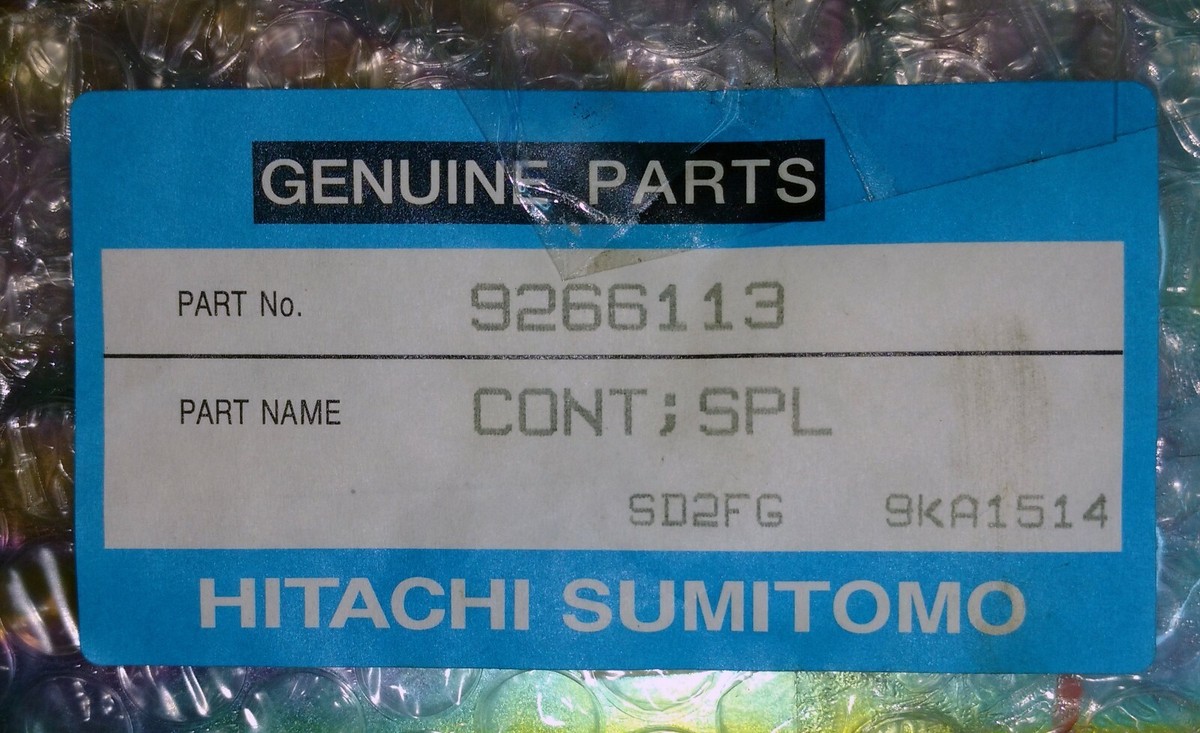 GENUINE PARTS
PART No. 9266113
PART NAME CONT;SPL
SD2FG 9KA1514
HITACHI SUMITOMO